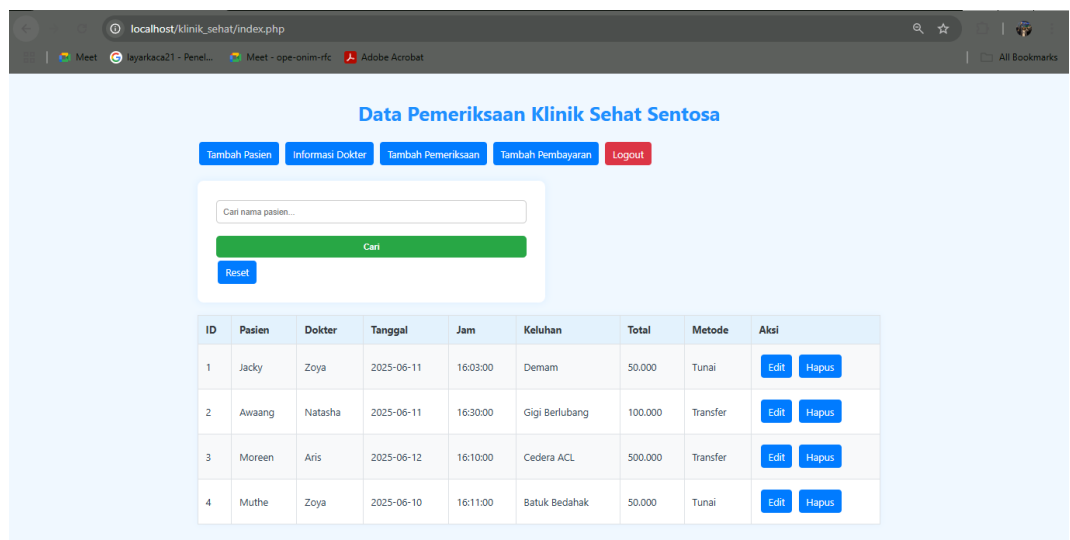 localhost/klinik_sehat/index.php
Meet layarkaca21 - Penel... Meet - ope-onim-rfc Adobe Acrobat All Bookmarks
Data Pemeriksaan Klinik Sehat Sentosa
Tambah Pasien Informasi Dokter Tambah Pemeriksaan Tambah Pembayaran Logout
Cari nama pasien...
Cari
Reset
ID Pasien Dokter Tanggal Jam Keluhan Total Metode Aksi
1 Jacky Zoya 2025-06-11 16:03:00 Demam 50.000 Tunai Edit Hapus
2 Awaang Natasha 2025-06-11 16:30:00 Gigi Berlubang 100.000 Transfer Edit Hapus
3 Moreen Aris 2025-06-12 16:10:00 Cedera ACL 500.000 Transfer Edit Hapus
4 Muthe Zoya 2025-06-10 16:11:00 Batuk Bedahak 50.000 Tunai Edit Hapus